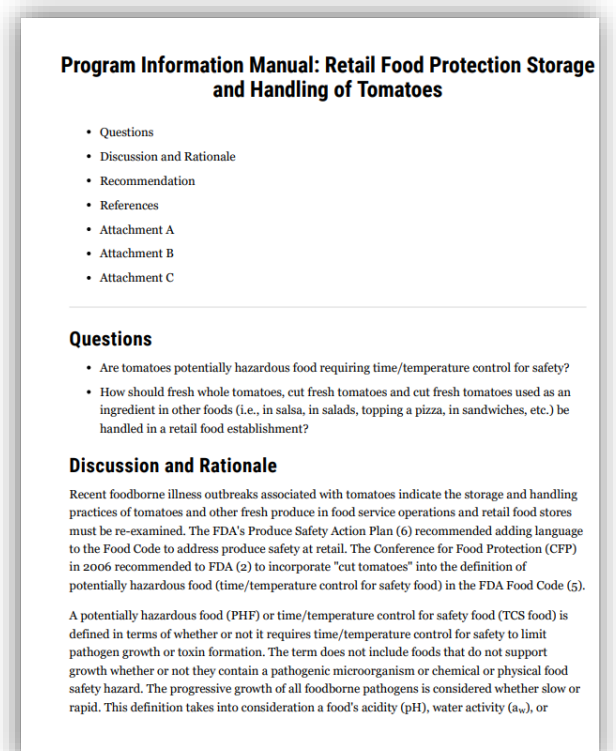 Program Information Manual: Retail Food Protection Storage
and Handling of Tomatoes
• Questions
• Discussion and Rationale
• Recommendation
• References
• Attachment A
• Attachment B
• Attachment C
Questions
• Are tomatoes potentially hazardous food requiring time/temperature control for safety?
• How should fresh whole tomatoes, cut fresh tomatoes and cut fresh tomatoes used as an
ingredient in other foods (i.e., in salsa, in salads, topping a pizza, in sandwiches, etc.) be
handled in a retail food establishment?
Discussion and Rationale
Recent foodborne illness outbreaks associated with tomatoes indicate the storage and handling
practices of tomatoes and other fresh produce in food service operations and retail food stores
must be re-examined. The FDA's Produce Safety Action Plan (6) recommended adding language
to the Food Code to address produce safety at retail. The Conference for Food Protection (CFP)
in 2006 recommended to FDA (2) to incorporate "cut tomatoes" into the definition of
potentially hazardous food (time/temperature control for safety food) in the FDA Food Code (5).
A potentially hazardous food (PHF) or time/temperature control for safety food (TCS food) is
defined in terms of whether or not it requires time/temperature control for safety to limit
pathogen growth or toxin formation. The term does not include foods that do not support
growth whether or not they contain a pathogenic microorganism or chemical or physical food
safety hazard. The progressive growth of all foodborne pathogens is considered whether slow or
rapid. This definition takes into consideration a food's acidity (pH), water activity (aw), or